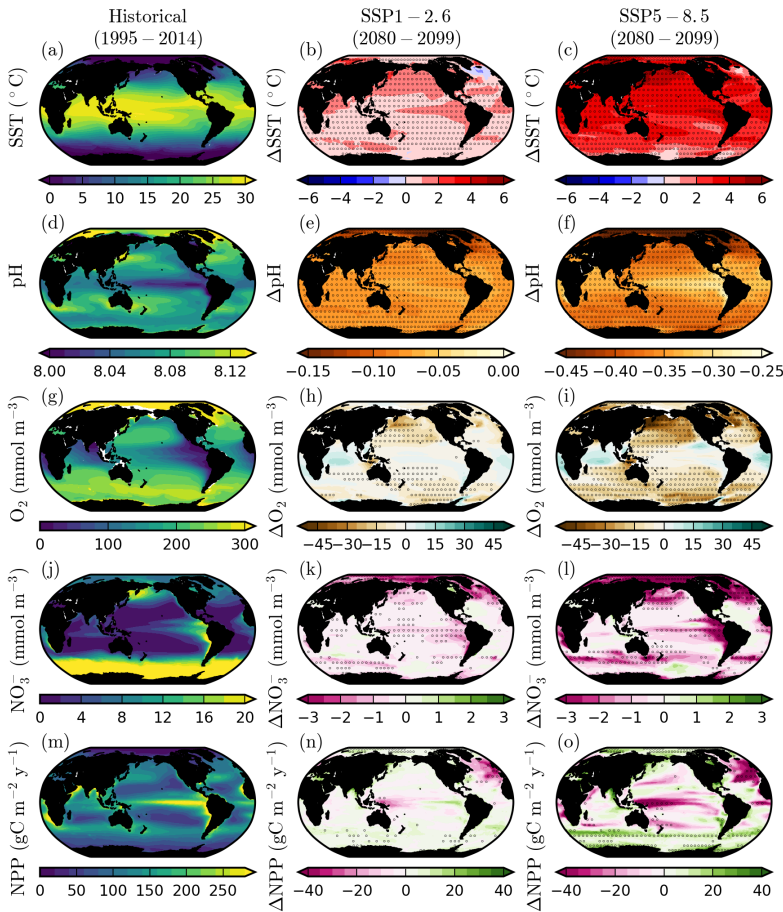 Historical SSP1 − 2.6 SSP5 − 8.5
(1995 − 2014) (2080 − 2099) (2080 − 2099)
(a) (b) (c)
SST (°C) ΔSST (°C) ΔSST (°C)
0 5 10 15 20 25 30 −6 −4 −2 0 2 4 6 −6 −4 −2 0 2 4 6
(d) (e) (f)
pH ΔpH ΔpH
8.00 8.04 8.08 8.12 −0.15 −0.10 −0.05 0.00 −0.45 −0.40 −0.35 −0.30 −0.25
(g) (h) (i)
O₂ (mmol m⁻³) ΔO₂ (mmol m⁻³) ΔO₂ (mmol m⁻³)
0 100 200 300 −45 −30 −15 0 15 30 45 −45 −30 −15 0 15 30 45
(j) (k) (l)
NO₃⁻ (mmol m⁻³) ΔNO₃⁻ (mmol m⁻³) ΔNO₃⁻ (mmol m⁻³)
0 4 8 12 16 20 −3 −2 −1 0 1 2 3 −3 −2 −1 0 1 2 3
(m) (n) (o)
NPP (gC m⁻² y⁻¹) ΔNPP (gC m⁻² y⁻¹) ΔNPP (gC m⁻² y⁻¹)
0 50 100 150 200 250 −40 −20 0 20 40 −40 −20 0 20 40